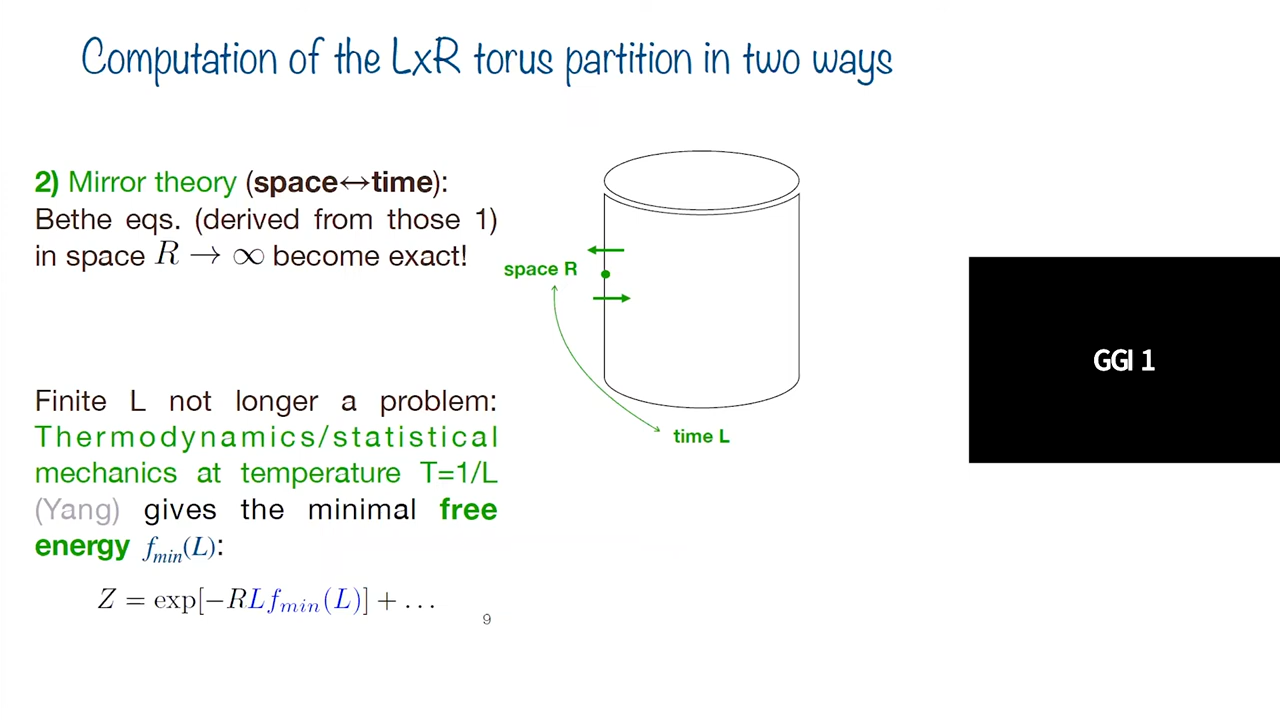 Computation of the LxR torus partition in two ways
2) Mirror theory (space↔time):
Bethe eqs. (derived from those 1)
in space R → ∞ become exact!
space R
GGI 1
Finite L not longer a problem:
Thermodynamics/statistical
mechanics at temperature T=1/L
(Yang) gives the minimal free
energy f_min(L):
time L
Z = exp[−RLf_min(L)] + ...
9